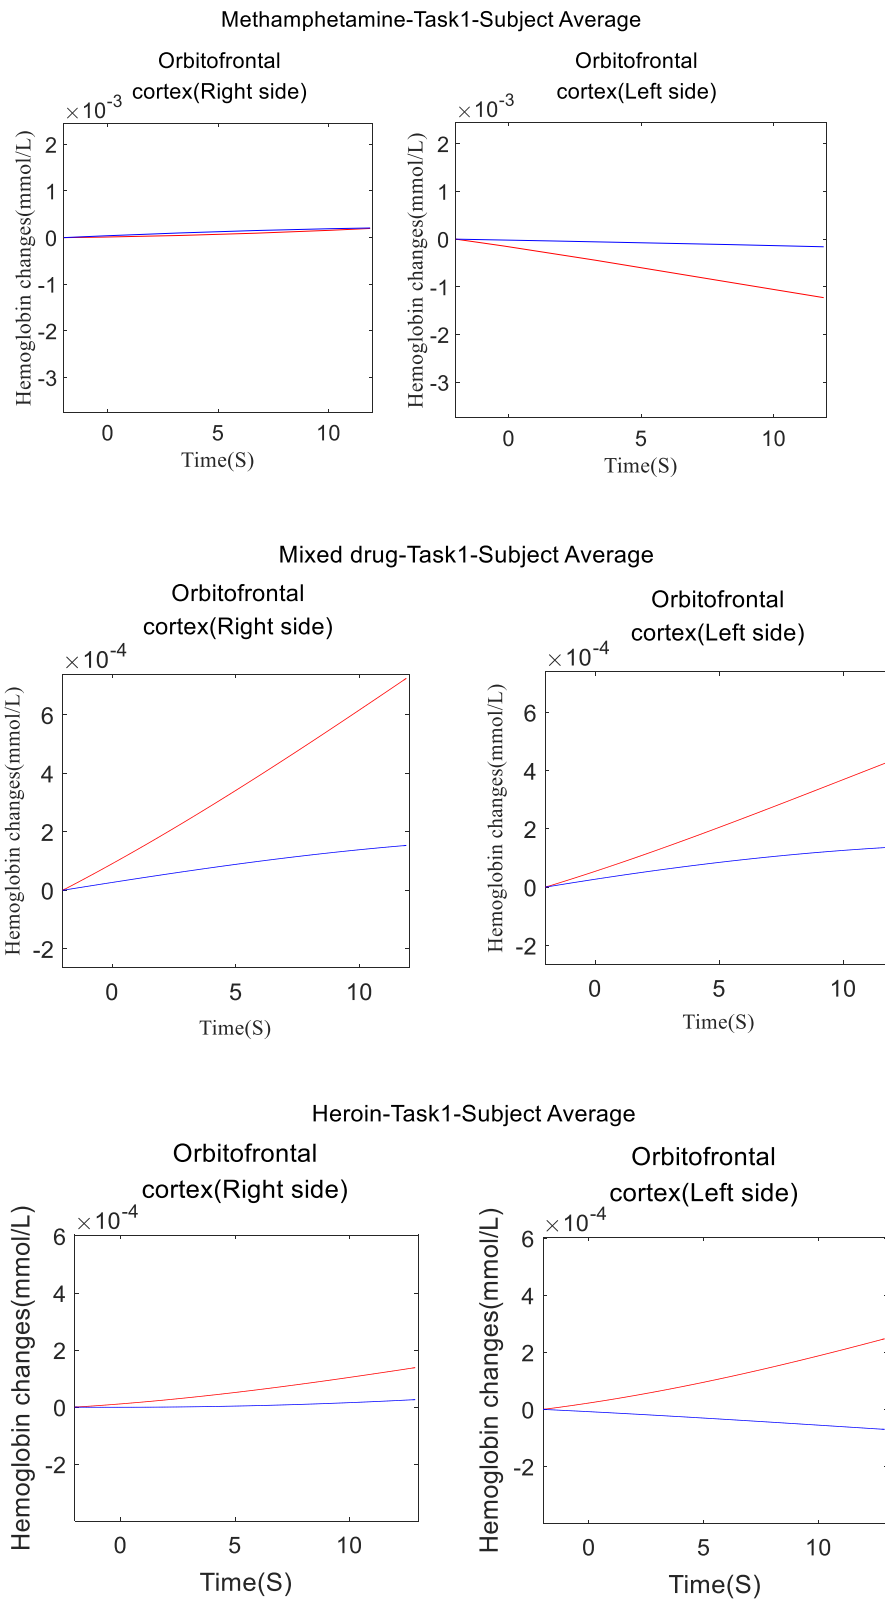 Methamphetamine-Task1-Subject Average
Orbitofrontal
cortex(Right side)
×10-3
Hemoglobin changes(mmol/L)
2
1
0
-1
-2
-3
0 5 10
Time(S)
Orbitofrontal
cortex(Left side)
×10-3
Hemoglobin changes(mmol/L)
2
1
0
-1
-2
-3
0 5 10
Time(S)
Mixed drug-Task1-Subject Average
Orbitofrontal
cortex(Right side)
×10-4
Hemoglobin changes(mmol/L)
6
4
2
0
-2
0 5 10
Time(S)
Orbitofrontal
cortex(Left side)
×10-4
Hemoglobin changes(mmol/L)
6
4
2
0
-2
0 5 10
Time(S)
Heroin-Task1-Subject Average
Orbitofrontal
cortex(Right side)
×10-4
Hemoglobin changes(mmol/L)
6
4
2
0
-2
0 5 10
Time(S)
Orbitofrontal
cortex(Left side)
×10-4
Hemoglobin changes(mmol/L)
6
4
2
0
-2
0 5 10
Time(S)